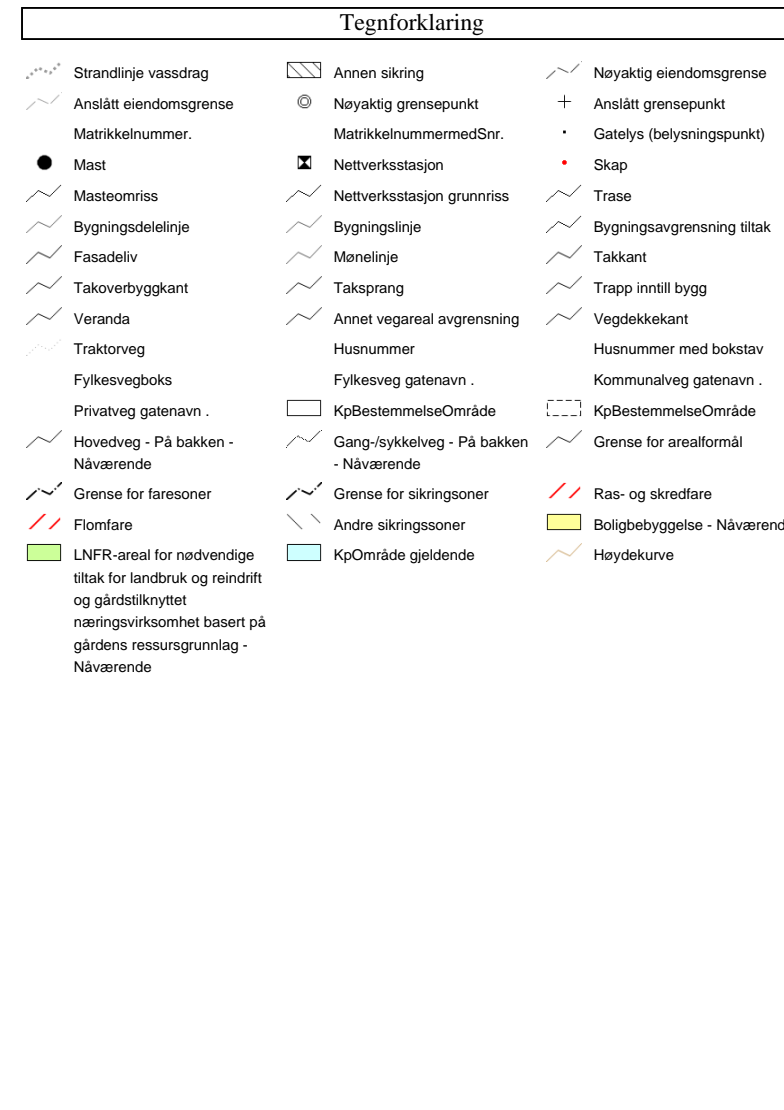 Tegnforklaring
Strandlinje vassdrag
Annen sikring
Nøyaktig eiendomsgrense
Anslått eiendomsgrense
Nøyaktig grensepunkt
Anslått grensepunkt
Matrikkelnummer.
MatrikkelnummermedSnr.
Gatelys (belysningspunkt)
Mast
Nettverksstasjon
Skap
Masteomriss
Nettverksstasjon grunnriss
Trase
Bygningsdelelinje
Bygningslinje
Bygningsavgrensning tiltak
Fasadeliv
Mønelinje
Takkant
Takoverbyggkant
Taksprang
Trapp inntill bygg
Veranda
Annet vegareal avgrensning
Vegdekkekant
Traktorveg
Husnummer
Husnummer med bokstav
Fylkesvegboks
Fylkesveg gatenavn .
Kommunalveg gatenavn .
Privatveg gatenavn .
KpBestemmelseOmråde
KpBestemmelseOmråde
Hovedveg - På bakken -
Nåværende
Gang-/sykkelveg - På bakken
- Nåværende
Grense for arealformål
Grense for faresoner
Grense for sikringsoner
Ras- og skredfare
Flomfare
Andre sikringssoner
Boligbebyggelse - Nåværend
LNFR-areal for nødvendige
tiltak for landbruk og reindrift
og gårdstilknyttet
næringsvirksomhet basert på
gårdens ressursgrunnlag -
Nåværende
KpOmråde gjeldende
Høydekurve